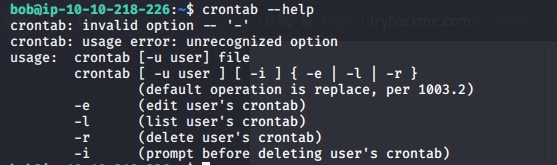 bob@ip-10-10-218-226:~$ crontab --help
crontab: invalid option -- '-'
crontab: usage error: unrecognized option
usage:  crontab [-u user] file
        crontab [ -u user ] [ -i ] { -e | -l | -r }
                (default operation is replace, per 1003.2)
        -e      (edit user's crontab)
        -l      (list user's crontab)
        -r      (delete user's crontab)
        -i      (prompt before deleting user's crontab)